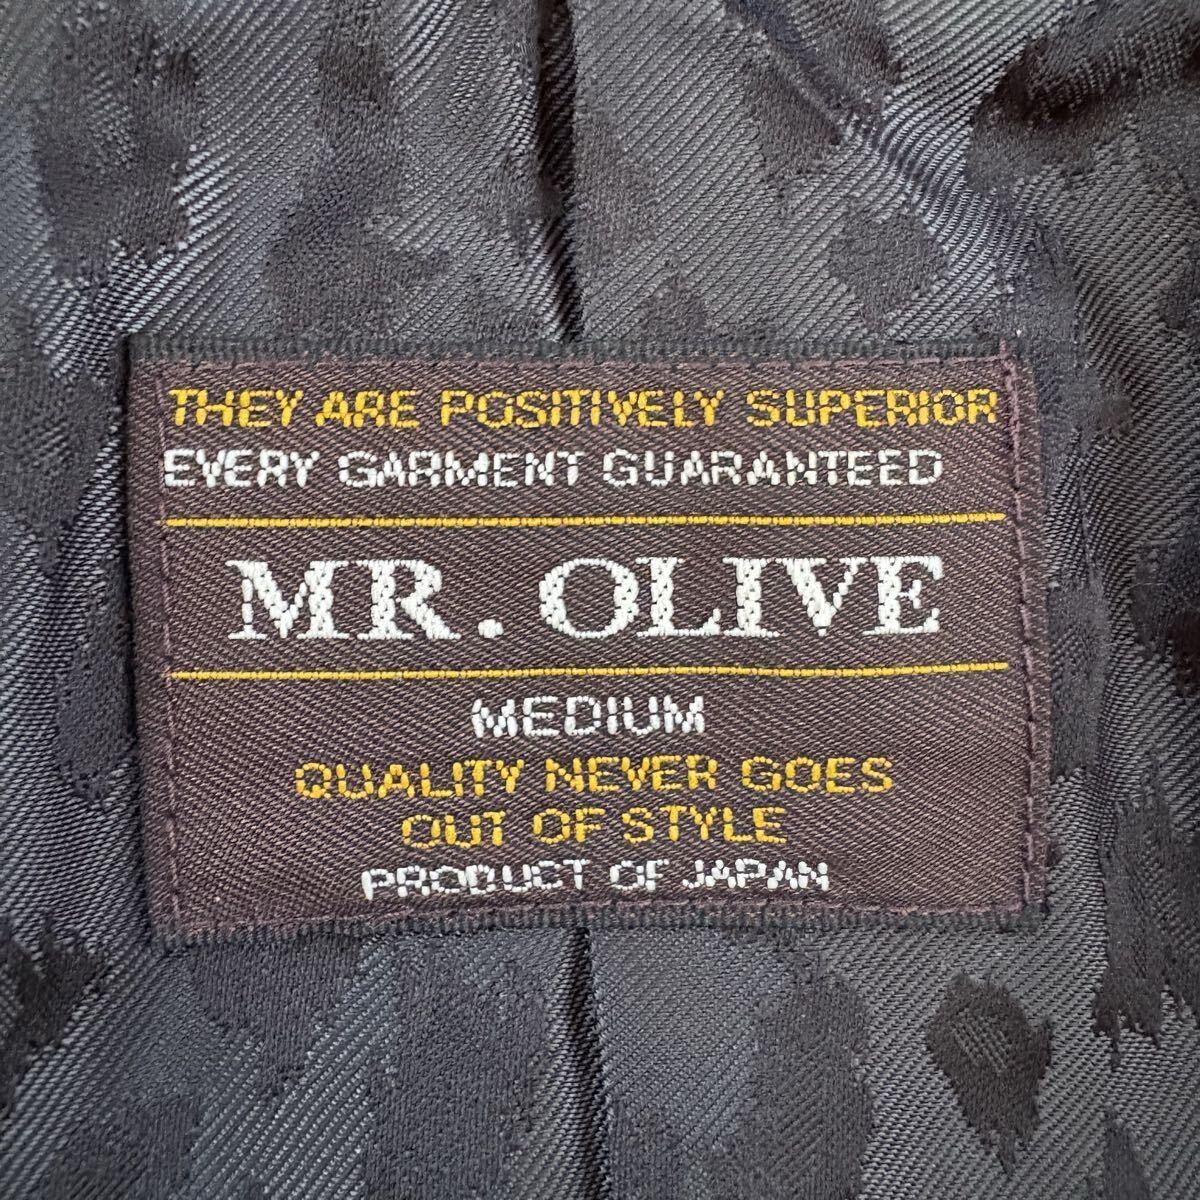 THEY ARE POSITIVELY SUPERIOR
EVERY GARMENT GUARANTEED
MR. OLIVE
MEDIUM
QUALITY NEVER GOES
OUT OF STYLE
PRODUCT OF JAPAN